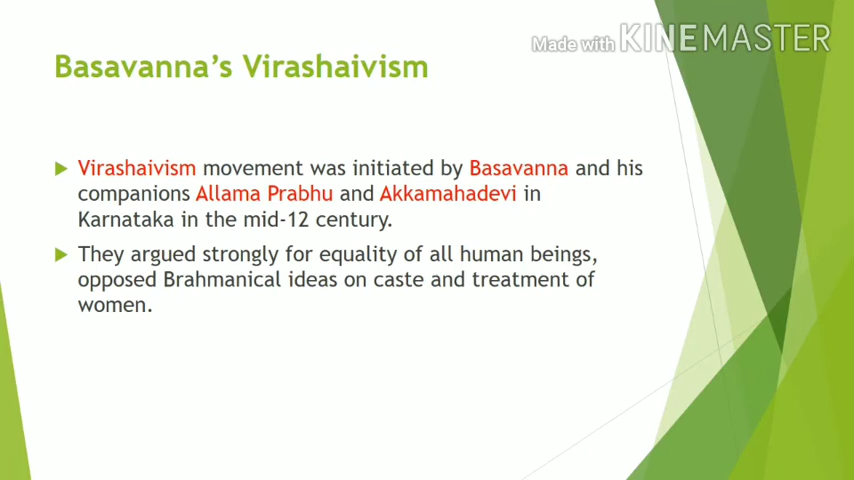 Made with KINEMASTER
Basavanna’s Virashaivism
Virashaivism movement was initiated by Basavanna and his
companions Allama Prabhu and Akkamahadevi in
Karnataka in the mid-12 century.
They argued strongly for equality of all human beings,
opposed Brahmanical ideas on caste and treatment of
women.